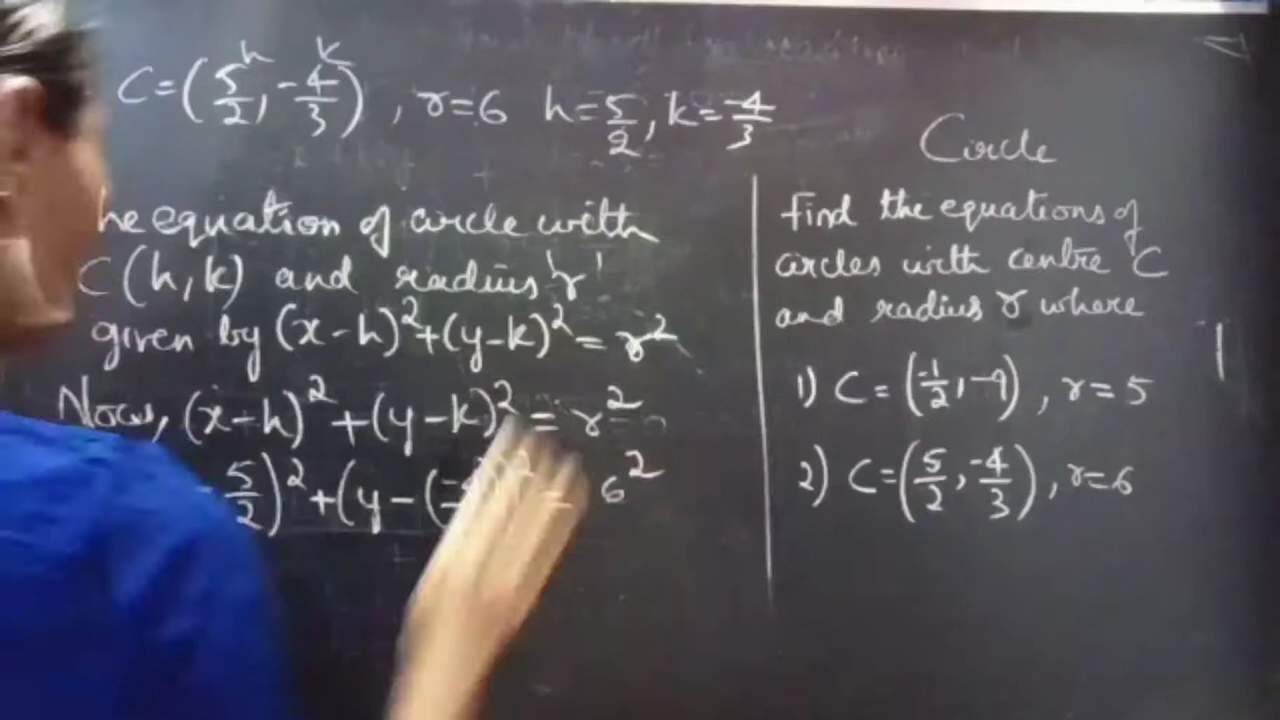 C=(5/2, -4/3), r=6 h=5/2, k=-4/3
h k
he equation of circle with
C(h,k) and radius 'r'
given by (x-h)²+(y-k)²=r²
Now, (x-h)²+(y-k)²=r²
5/2)²+(y-(-4 6²
Circle
Find the equations of
circles with centre C
and radius r where
1) C=(-1/2, -9), r=5
2) C=(5/2, -4/3), r=6